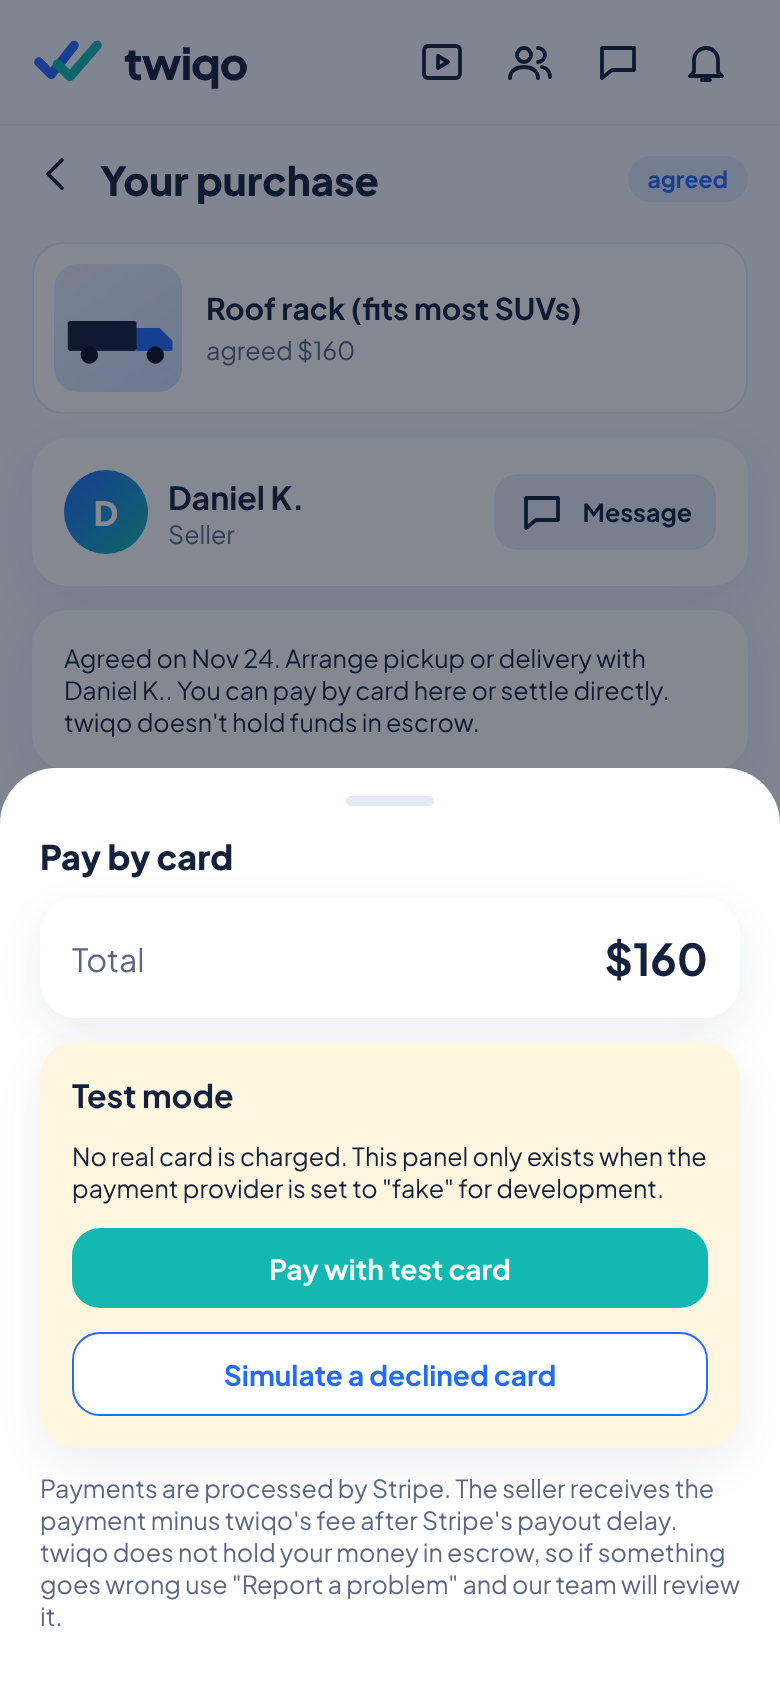 twiqo
Your purchase
agreed
Roof rack (fits most SUVs)
agreed $160
D
Daniel K.
Seller
Message
Agreed on Nov 24. Arrange pickup or delivery with
Daniel K.. You can pay by card here or settle directly.
twiqo doesn't hold funds in escrow.
Pay by card
Total
$160
Test mode
No real card is charged. This panel only exists when the
payment provider is set to "fake" for development.
Pay with test card
Simulate a declined card
Payments are processed by Stripe. The seller receives the
payment minus twiqo's fee after Stripe's payout delay.
twiqo does not hold your money in escrow, so if something
goes wrong use "Report a problem" and our team will review
it.